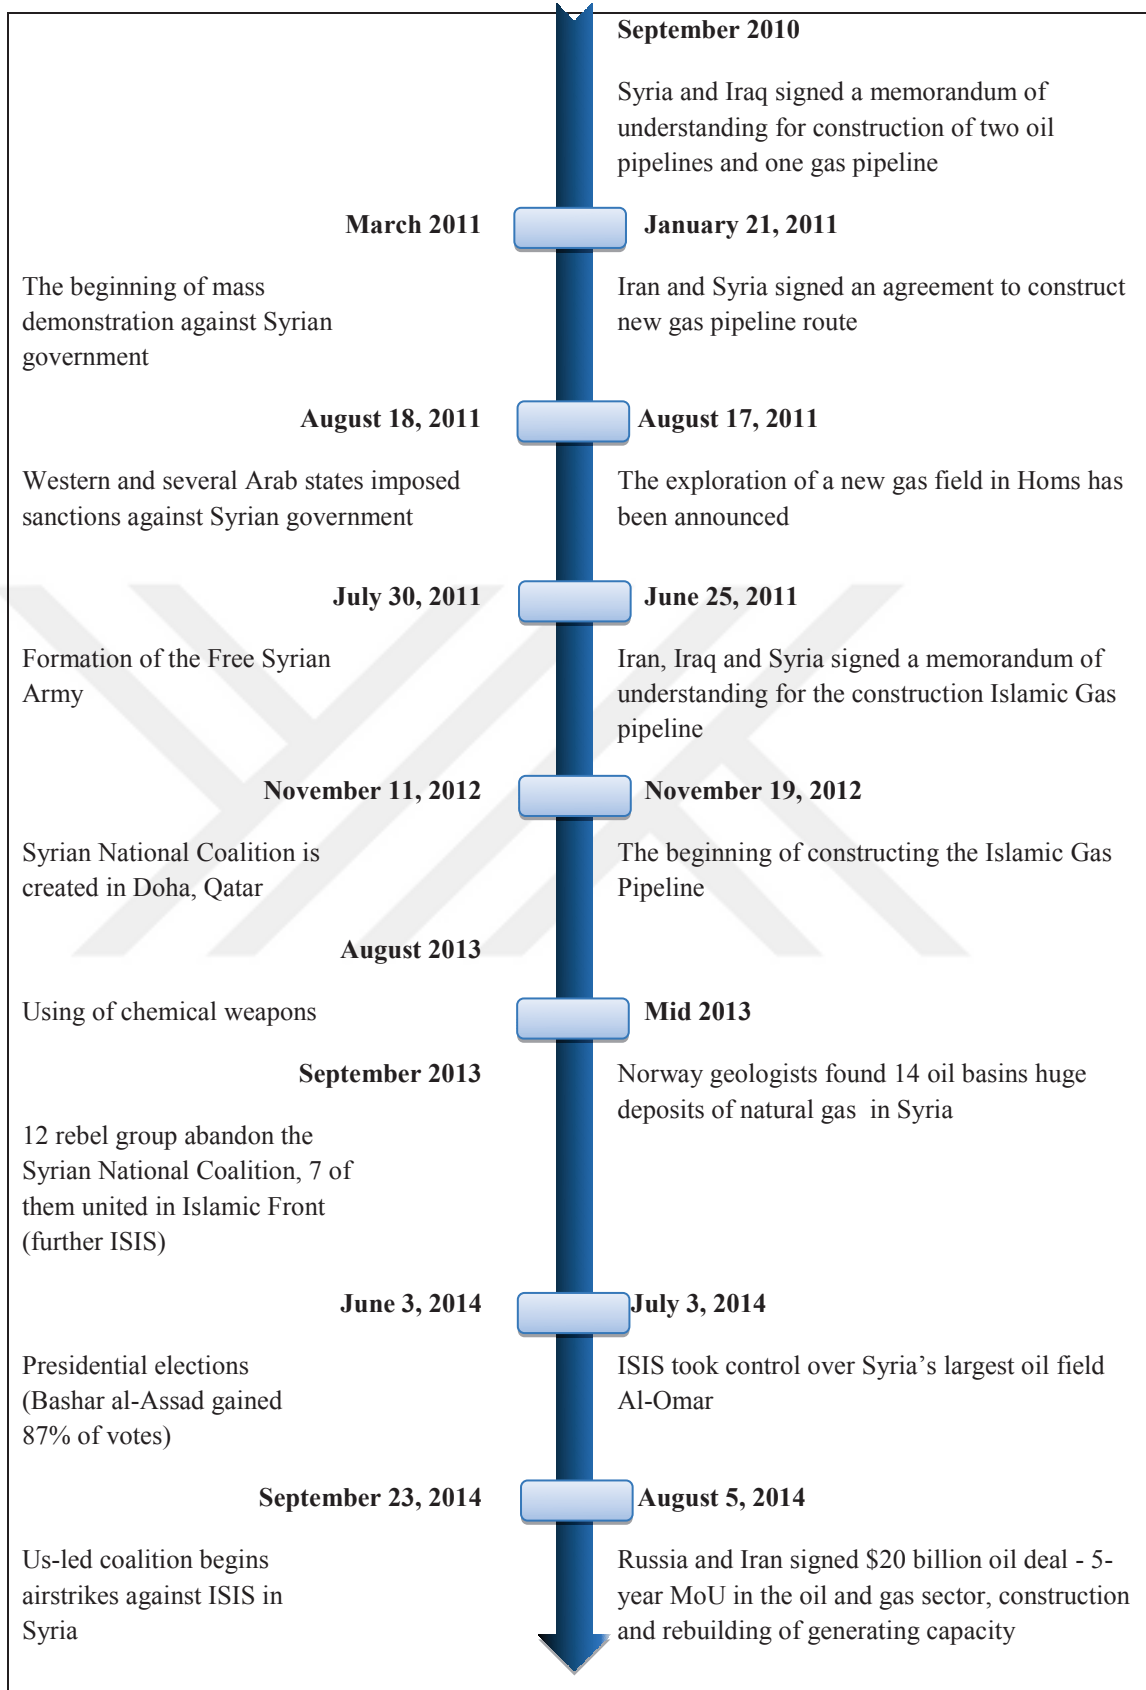 September 2010
Syria and Iraq signed a memorandum of
understanding for construction of two oil
pipelines and one gas pipeline
March 2011
The beginning of mass
demonstration against Syrian
government
January 21, 2011
Iran and Syria signed an agreement to construct
new gas pipeline route
August 18, 2011
Western and several Arab states imposed
sanctions against Syrian government
August 17, 2011
The exploration of a new gas field in Homs has
been announced
July 30, 2011
Formation of the Free Syrian
Army
June 25, 2011
Iran, Iraq and Syria signed a memorandum of
understanding for the construction Islamic Gas
pipeline
November 11, 2012
Syrian National Coalition is
created in Doha, Qatar
November 19, 2012
The beginning of constructing the Islamic Gas
Pipeline
August 2013
Using of chemical weapons
September 2013
12 rebel group abandon the
Syrian National Coalition, 7 of
them united in Islamic Front
(further ISIS)
Mid 2013
Norway geologists found 14 oil basins huge
deposits of natural gas  in Syria
June 3, 2014
Presidential elections
(Bashar al-Assad gained
87% of votes)
July 3, 2014
ISIS took control over Syria’s largest oil field
Al-Omar
September 23, 2014
Us-led coalition begins
airstrikes against ISIS in
Syria
August 5, 2014
Russia and Iran signed $20 billion oil deal - 5-
year MoU in the oil and gas sector, construction
and rebuilding of generating capacity